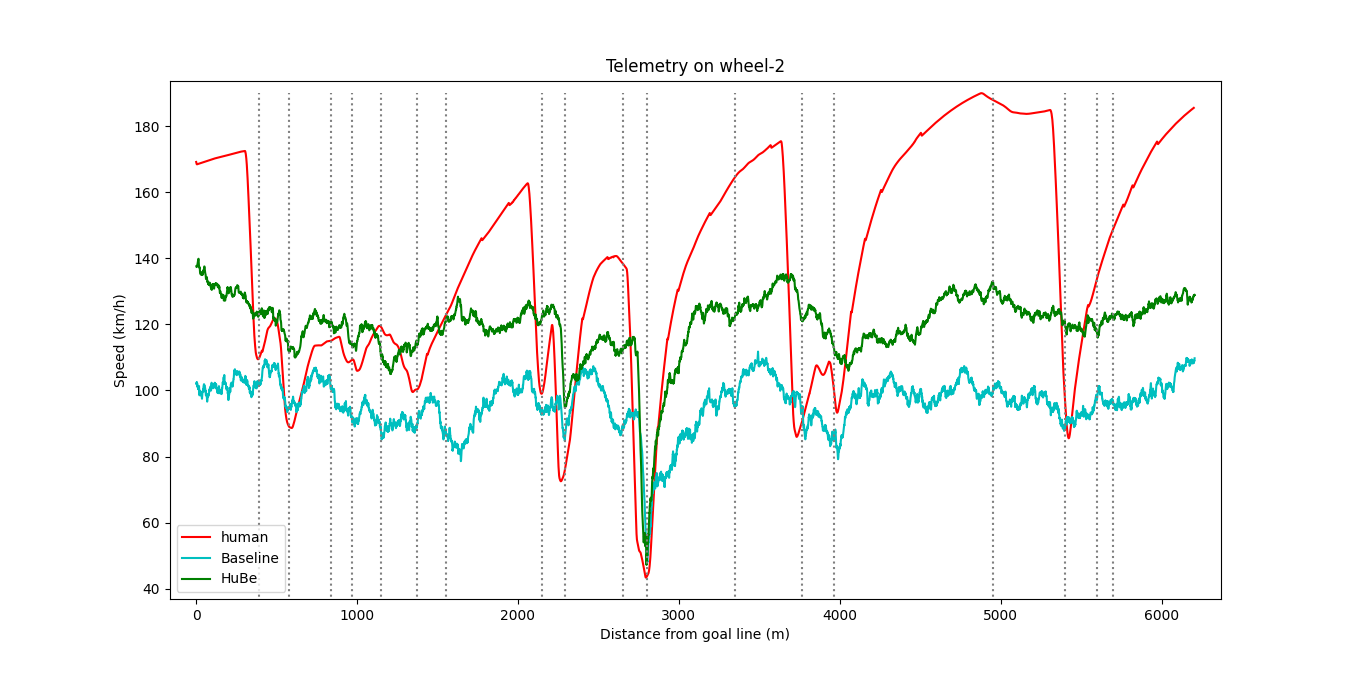 Telemetry on wheel-2
Speed (km/h)
180
160
140
120
100
80
60
40
human
Baseline
HuBe
0 1000 2000 3000 4000 5000 6000
Distance from goal line (m)